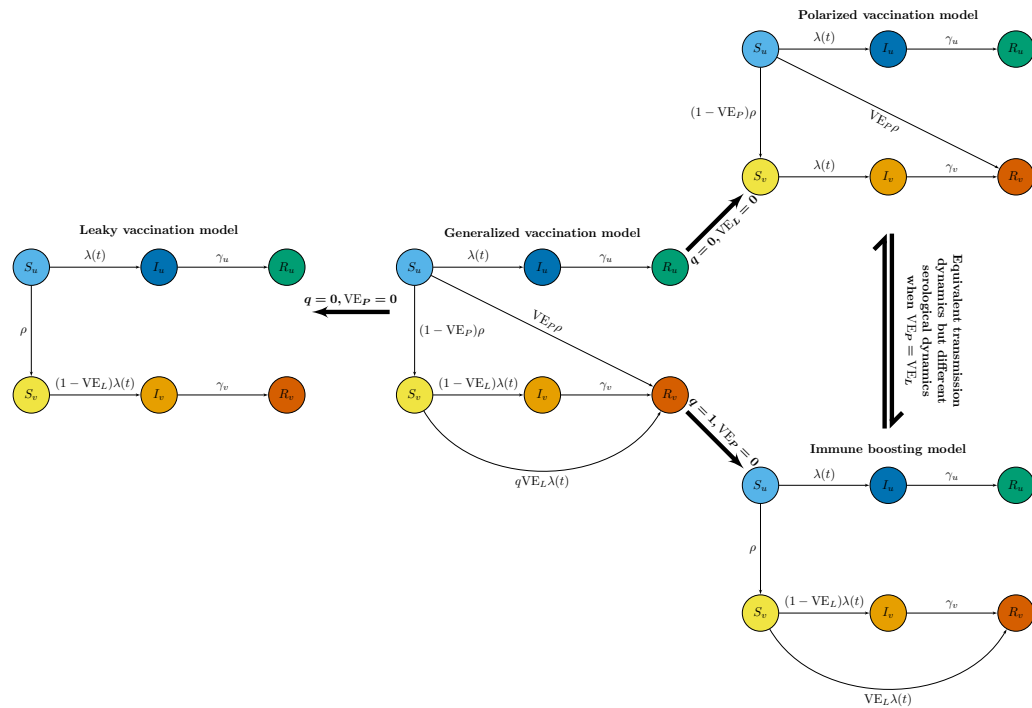 Polarized vaccination model
S_u
λ(t)
I_u
γ_u
R_u
(1−VE_P)ρ
VE_Pρ
S_v
λ(t)
I_v
γ_v
R_v
Leaky vaccination model
S_u
λ(t)
I_u
γ_u
R_u
ρ
S_v
(1−VE_L)λ(t)
I_v
γ_v
R_v
q = 0, VE_P = 0
Generalized vaccination model
S_u
λ(t)
I_u
γ_u
R_u
(1−VE_P)ρ
VE_Pρ
S_v
(1−VE_L)λ(t)
I_v
γ_v
R_v
qVE_Lλ(t)
q=0, VE_L = 0
q=1, VE_P = 0
Equivalent transmission
dynamics but different
serological dynamics
when VE_P = VE_L
Immune boosting model
S_u
λ(t)
I_u
γ_u
R_u
ρ
S_v
(1−VE_L)λ(t)
I_v
γ_v
R_v
VE_Lλ(t)